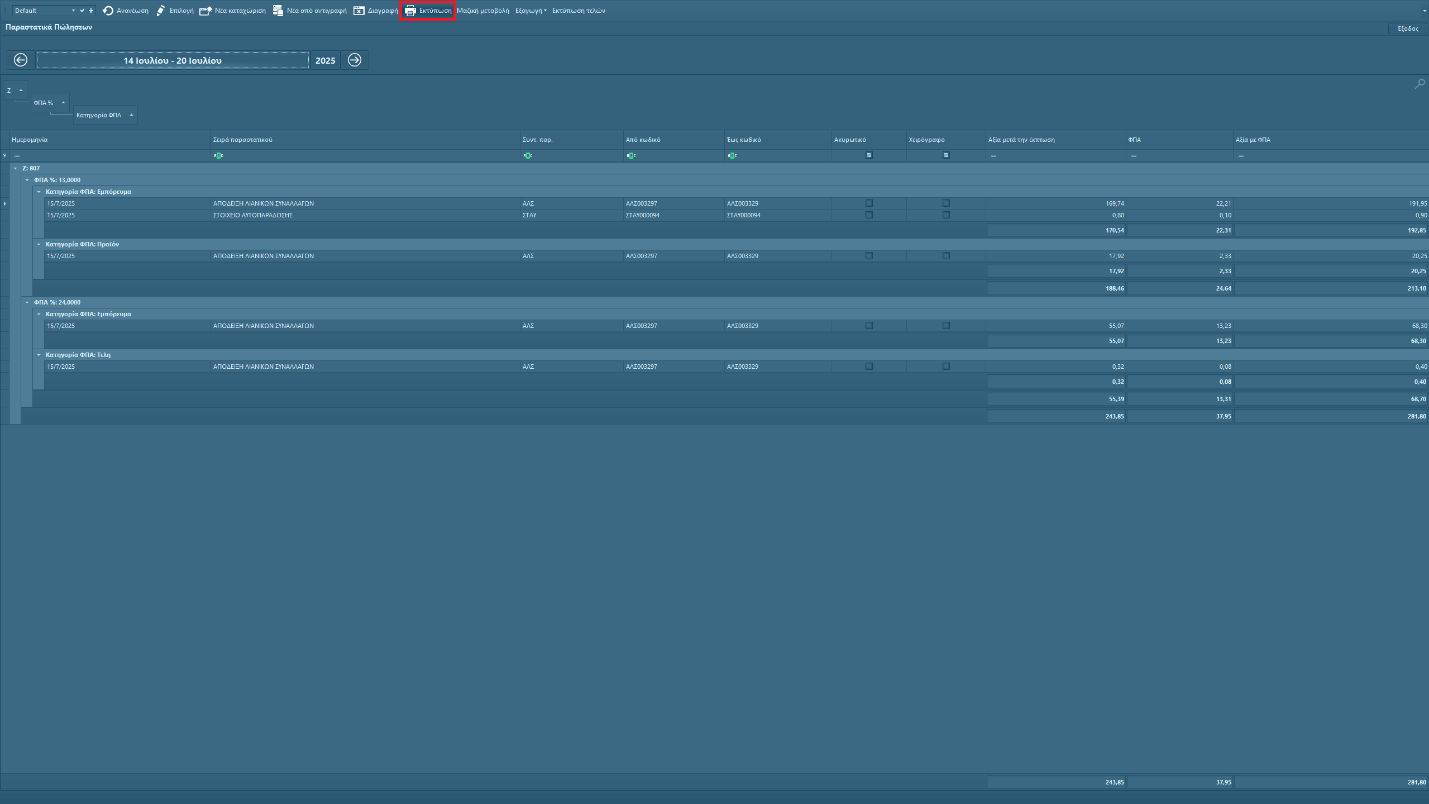 Default Ανανέωση Επιλογή Νέα καταχώριση Νέα από αντιγραφή Διαγραφή Εκτύπωση Μαζική μεταβολή Εξαγωγή Εκτύπωση τελών
Παραστατικά Πώλησεων Έξοδος
14 Ιουλίου - 20 Ιουλίου 2025
Z
ΦΠΑ %
Κατηγορία ΦΠΑ
Ημερομηνία Σειρά παραστατικού Συντ. παρ. Από κωδικό Έως κωδικό Ακυρωτικό Χειρόγραφο Αξία μετά την έκπτωση ΦΠΑ Αξία με ΦΠΑ
Z: 807
ΦΠΑ %: 13,0000
Κατηγορία ΦΠΑ: Εμπόρευμα
15/7/2025 ΑΠΟΔΕΙΞΗ ΛΙΑΝΙΚΩΝ ΣΥΝΑΛΛΑΓΩΝ ΑΛΣ ΑΛΣ003297 ΑΛΣ003329 169,74 22,21 191,95
15/7/2025 ΣΤΟΙΧΕΙΟ ΑΥΤΟΠΑΡΑΔΟΣΗΣ ΣΤΑΥ ΣΤΑΥ000094 ΣΤΑΥ000094 0,80 0,10 0,90
170,54 22,31 192,85
Κατηγορία ΦΠΑ: Προϊόν
15/7/2025 ΑΠΟΔΕΙΞΗ ΛΙΑΝΙΚΩΝ ΣΥΝΑΛΛΑΓΩΝ ΑΛΣ ΑΛΣ003297 ΑΛΣ003329 17,92 2,33 20,25
17,92 2,33 20,25
188,46 24,64 213,10
ΦΠΑ %: 24,0000
Κατηγορία ΦΠΑ: Εμπόρευμα
15/7/2025 ΑΠΟΔΕΙΞΗ ΛΙΑΝΙΚΩΝ ΣΥΝΑΛΛΑΓΩΝ ΑΛΣ ΑΛΣ003297 ΑΛΣ003329 55,07 13,23 68,30
55,07 13,23 68,30
Κατηγορία ΦΠΑ: Τελη
15/7/2025 ΑΠΟΔΕΙΞΗ ΛΙΑΝΙΚΩΝ ΣΥΝΑΛΛΑΓΩΝ ΑΛΣ ΑΛΣ003297 ΑΛΣ003329 0,32 0,08 0,40
0,32 0,08 0,40
55,39 13,31 68,70
243,85 37,95 281,80
243,85 37,95 281,80